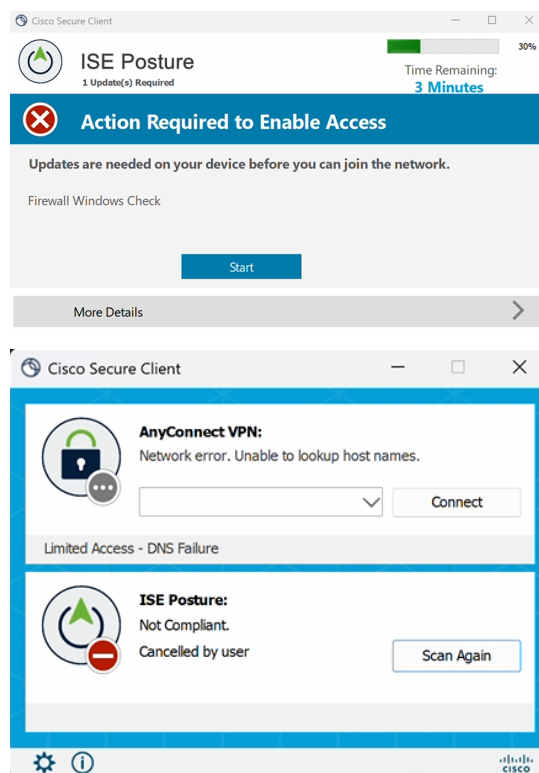 Cisco Secure Client
ISE Posture
1 Update(s) Required
30%
Time Remaining:
3 Minutes
Action Required to Enable Access
Updates are needed on your device before you can join the network.
Firewall Windows Check
Start
More Details
Cisco Secure Client
AnyConnect VPN:
Network error. Unable to lookup host names.
Connect
Limited Access - DNS Failure
ISE Posture:
Not Compliant.
Cancelled by user
Scan Again
CISCO